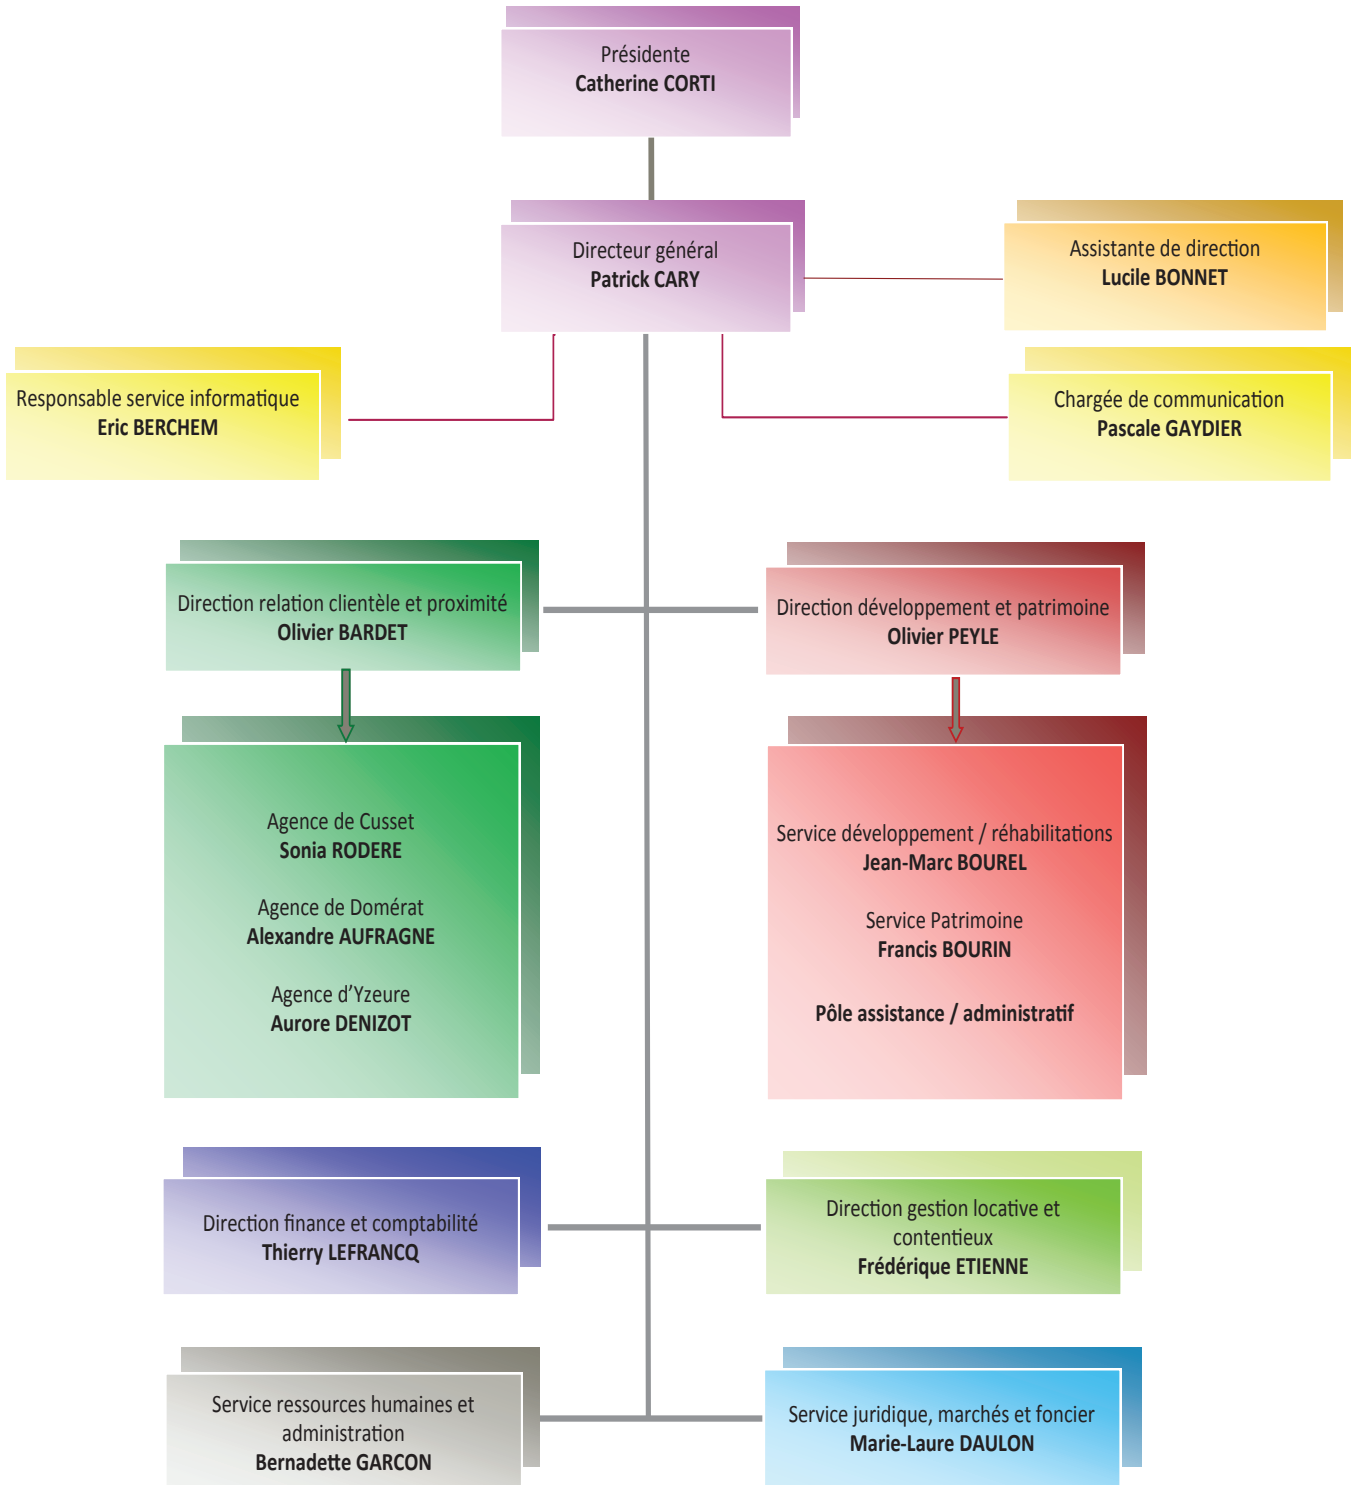 Présidente
Catherine CORTI
Directeur général
Patrick CARY
Assistante de direction
Lucile BONNET
Responsable service informatique
Eric BERCHEM
Chargée de communication
Pascale GAYDIER
Direction relation clientèle et proximité
Olivier BARDET
Direction développement et patrimoine
Olivier PEYLE
Agence de Cusset
Sonia RODERE
Agence de Domérat
Alexandre AUFRAGNE
Agence d’Yzeure
Aurore DENIZOT
Service développement / réhabilitations
Jean-Marc BOUREL
Service Patrimoine
Francis BOURIN
Pôle assistance / administratif
Direction finance et comptabilité
Thierry LEFRANCQ
Direction gestion locative et
contentieux
Frédérique ETIENNE
Service ressources humaines et
administration
Bernadette GARCON
Service juridique, marchés et foncier
Marie-Laure DAULON